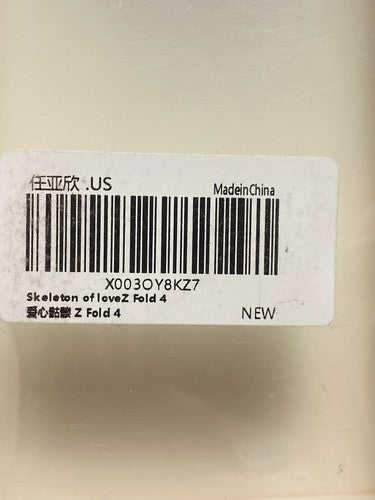 任亚欣 .US
MadeinChina
X003OY8KZ7
Skeleton of loveZ Fold 4
爱心骷髅 Z Fold 4
NEW